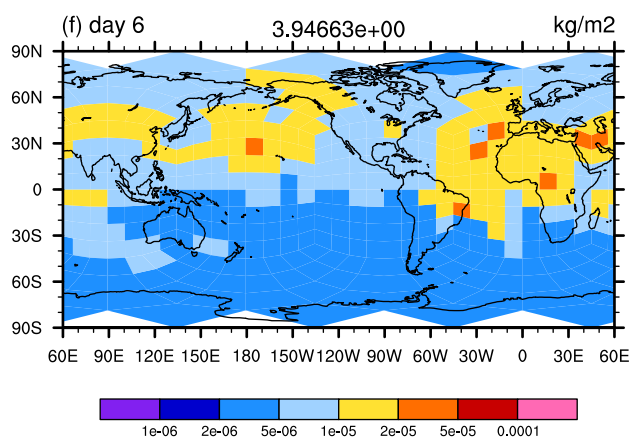 (f) day 6 3.94663e+00 kg/m2
90N
60N
30N
0
30S
60S
90S
60E 90E 120E 150E 180 150W 120W 90W 60W 30W 0 30E 60E
1e-06 2e-06 5e-06 1e-05 2e-05 5e-05 0.0001